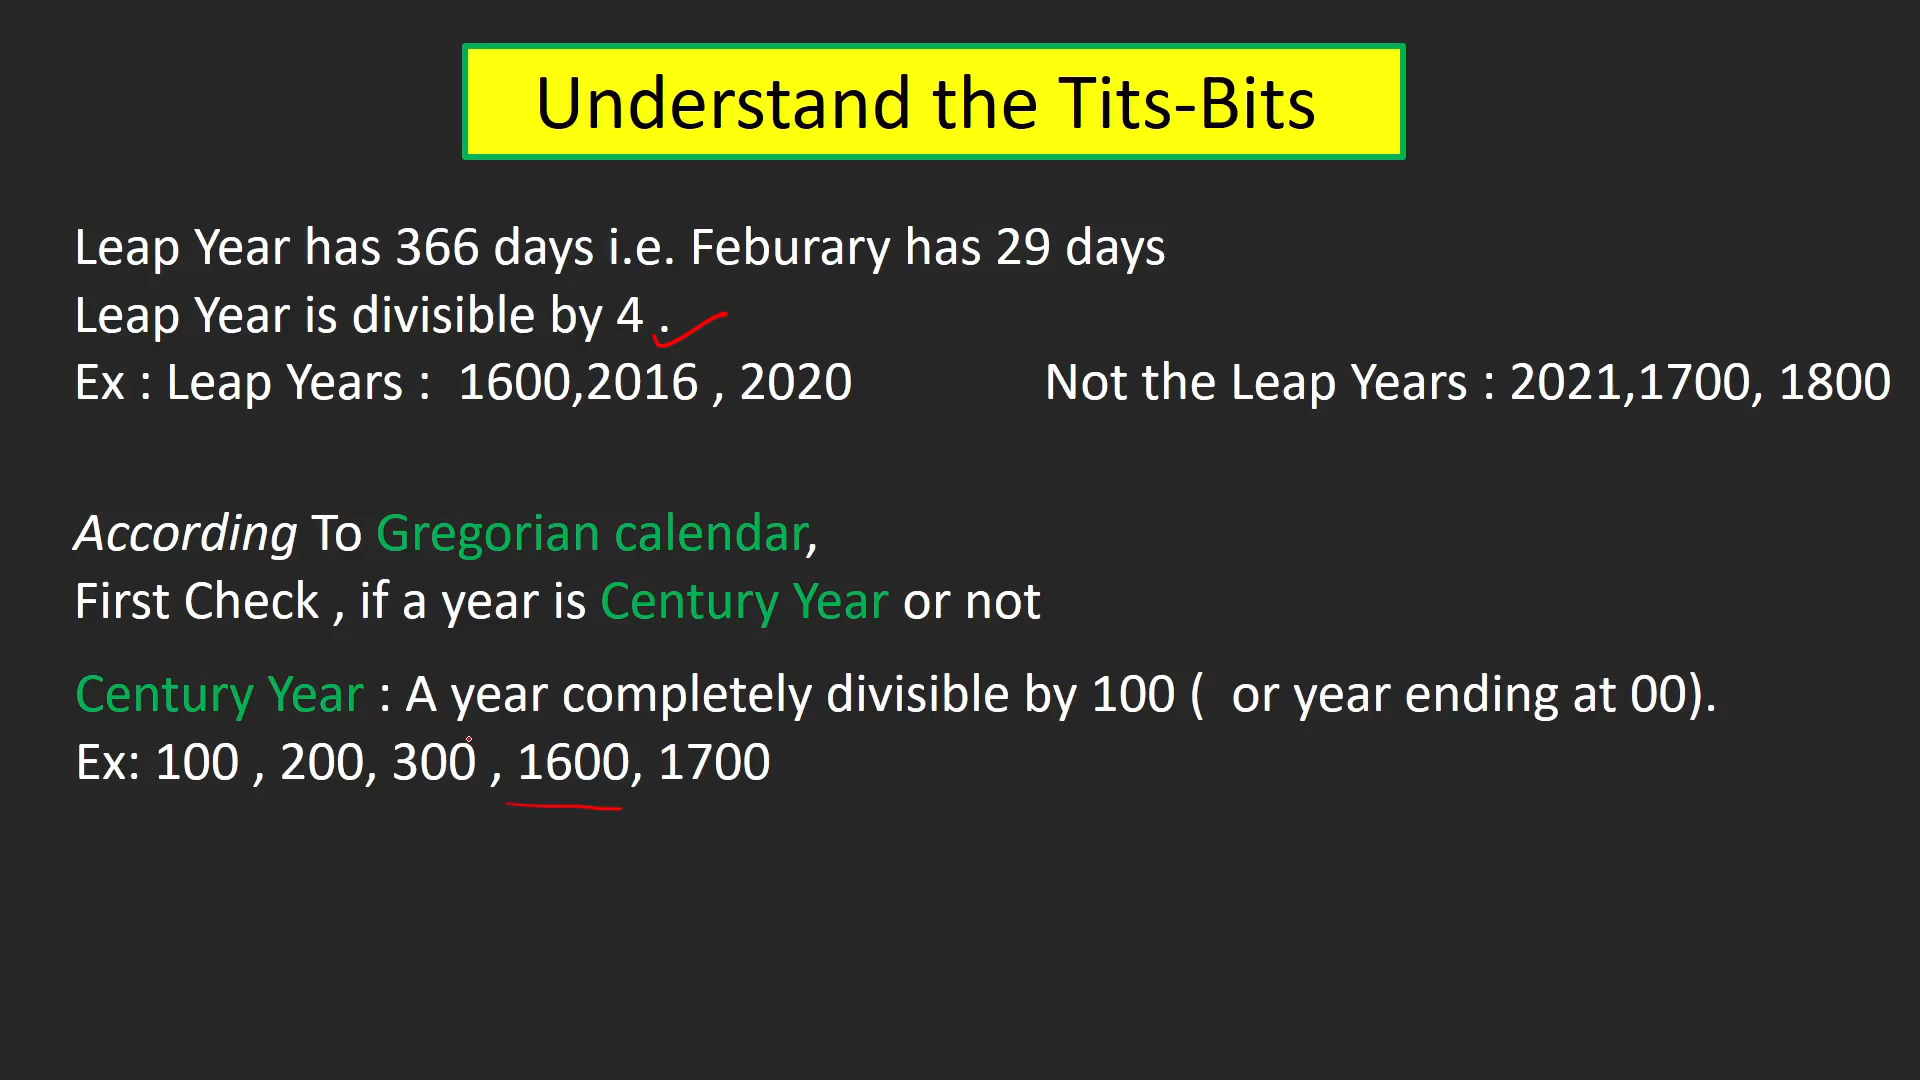 Understand the Tits-Bits
Leap Year has 366 days i.e. Feburary has 29 days
Leap Year is divisible by 4 .
Ex : Leap Years :  1600,2016 , 2020    Not the Leap Years : 2021,1700, 1800
According To Gregorian calendar,
First Check , if a year is Century Year or not
Century Year : A year completely divisible by 100 (  or year ending at 00).
Ex: 100 , 200, 300 , 1600, 1700